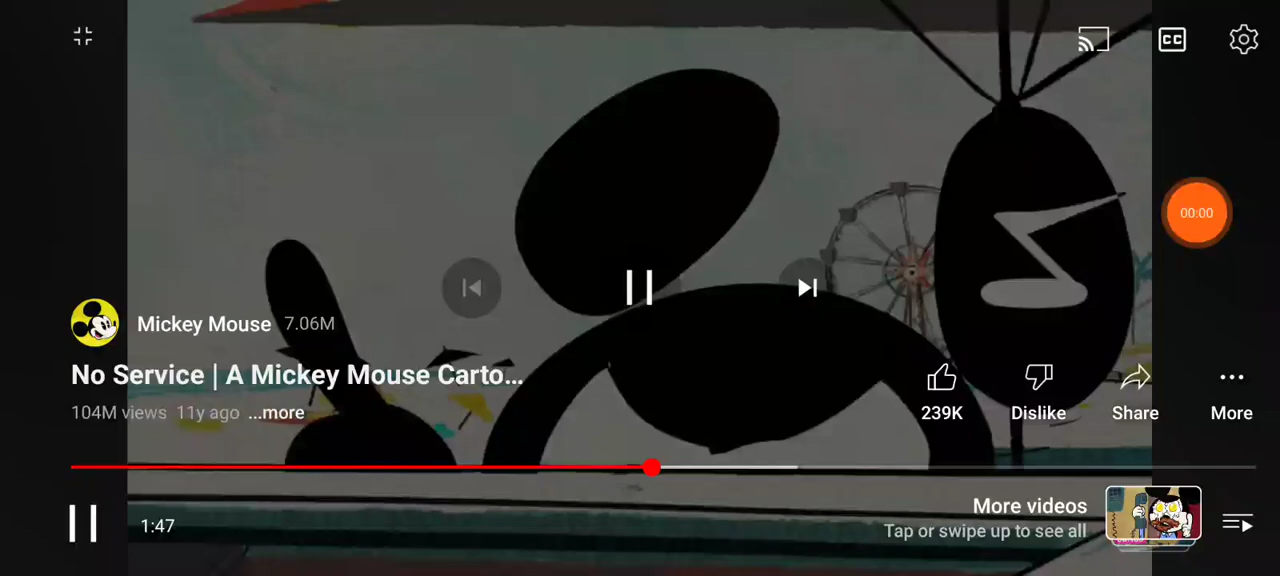 CC
00:00
Mickey Mouse 7.06M
No Service | A Mickey Mouse Carto...
104M views 11y ago ...more
239K Dislike Share More
1:47
More videos
Tap or swipe up to see all